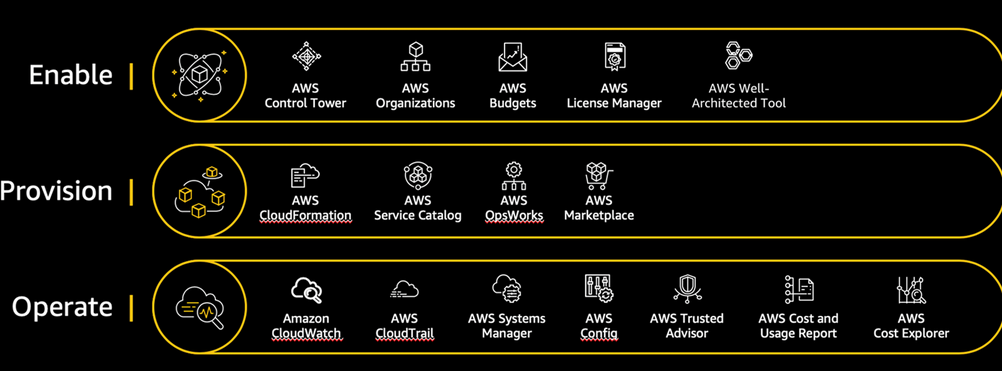 Enable
AWS
Control Tower
AWS
Organizations
AWS
Budgets
AWS
License Manager
AWS Well-
Architected Tool
Provision
AWS
CloudFormation
AWS
Service Catalog
AWS
OpsWorks
AWS
Marketplace
Operate
Amazon
CloudWatch
AWS
CloudTrail
AWS Systems
Manager
AWS
Config
AWS Trusted
Advisor
AWS Cost and
Usage Report
AWS
Cost Explorer